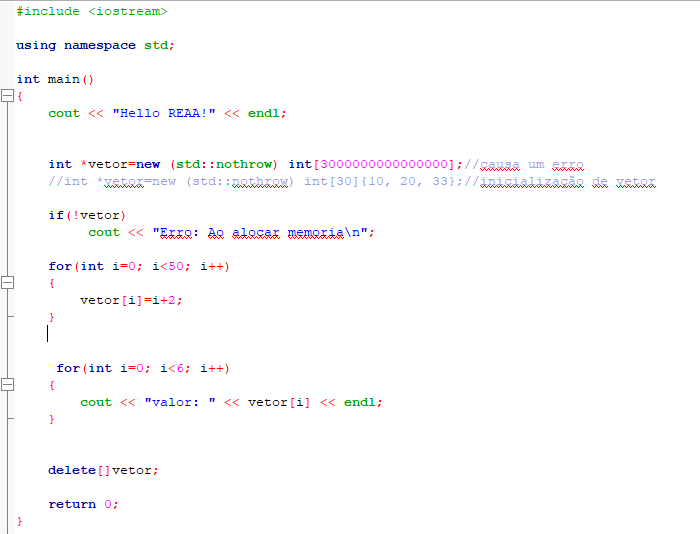 #include <iostream>
using namespace std;
int main()
{
cout << "Hello REAA!" << endl;
int *vetor=new (std::nothrow) int[3000000000000000];//causa um erro
//int *vetor=new (std::nothrow) int[30]{10, 20, 33};//inicialização de vetor
if(!vetor)
cout << "Erro: Ao alocar memoria\n";
for(int i=0; i<50; i++)
{
vetor[i]=i+2;
}
for(int i=0; i<6; i++)
{
cout << "valor: " << vetor[i] << endl;
}
delete[]vetor;
return 0;
}